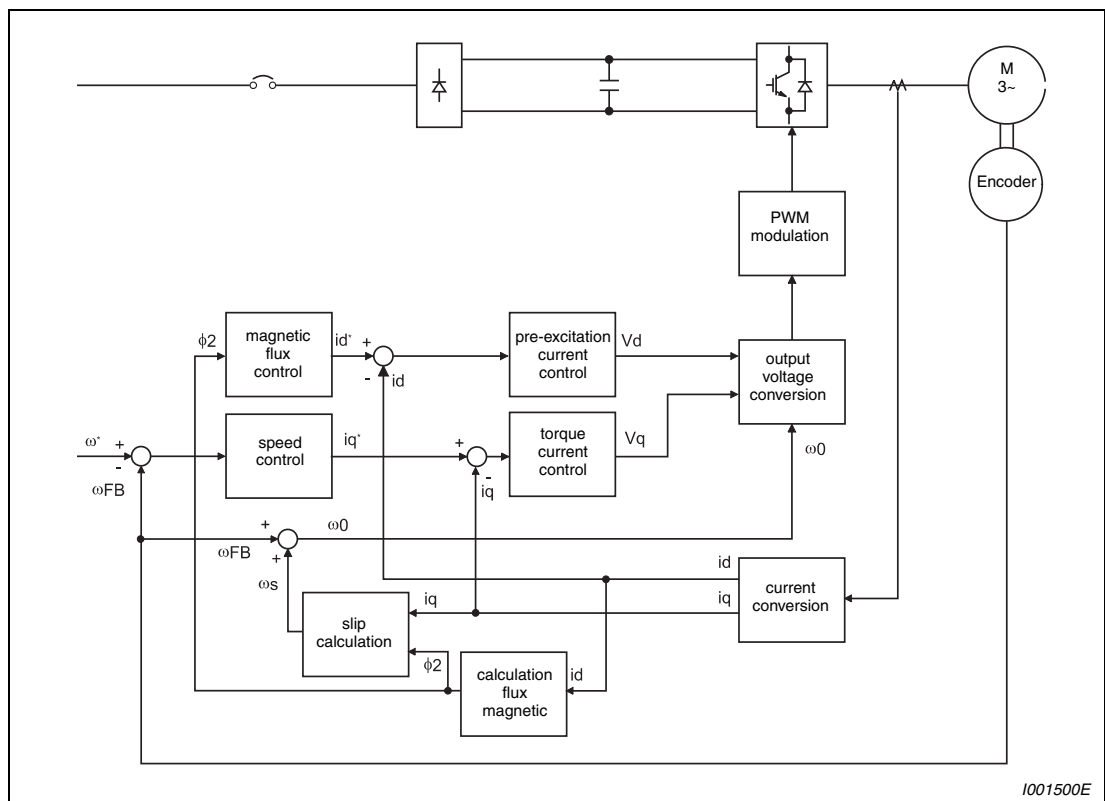 M
3~
Encoder
PWM
modulation
ϕ2
magnetic
flux
control
id*
+
-
id
pre-excitation
current
control
Vd
output
voltage
conversion
ω*
+
-
ωFB
speed
control
iq*
+
-
iq
torque
current
control
Vq
ω0
+
ωFB
+
ω0
ωs
slip
calculation
iq
ϕ2
calculation
flux
magnetic
id
id
iq
current
conversion
I001500E